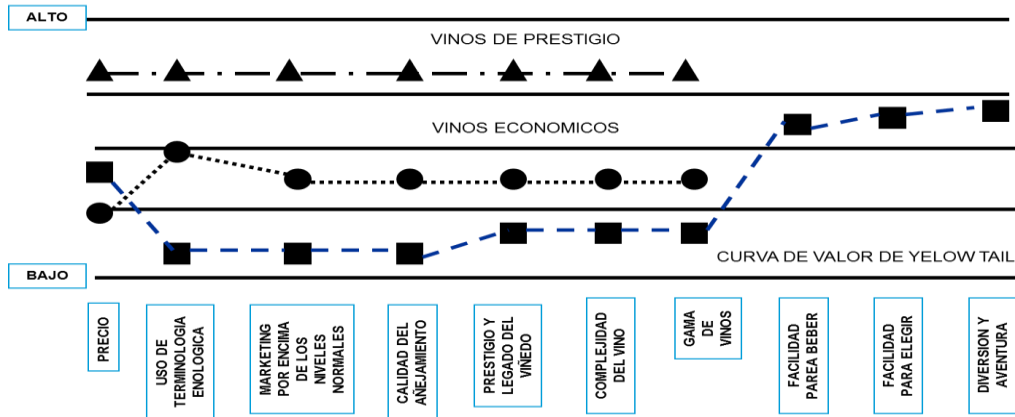 ALTO
VINOS DE PRESTIGIO
VINOS ECONOMICOS
CURVA DE VALOR DE YELOW TAIL
BAJO
PRECIO
USO DE
TERMINOLOGIA
ENOLOGICA
MARKETING
POR ENCIMA
DE LOS
NIVELES
NORMALES
CALIDAD DEL
AÑEJAMIENTO
PRESTIGIO Y
LEGADO DEL
VIÑEDO
COMPLEJIDAD
DEL VINO
GAMA
DE
VINOS
FACILIDAD
PAREA BEBER
FACILIDAD
PARA ELEGIR
DIVERSION Y
AVENTURA